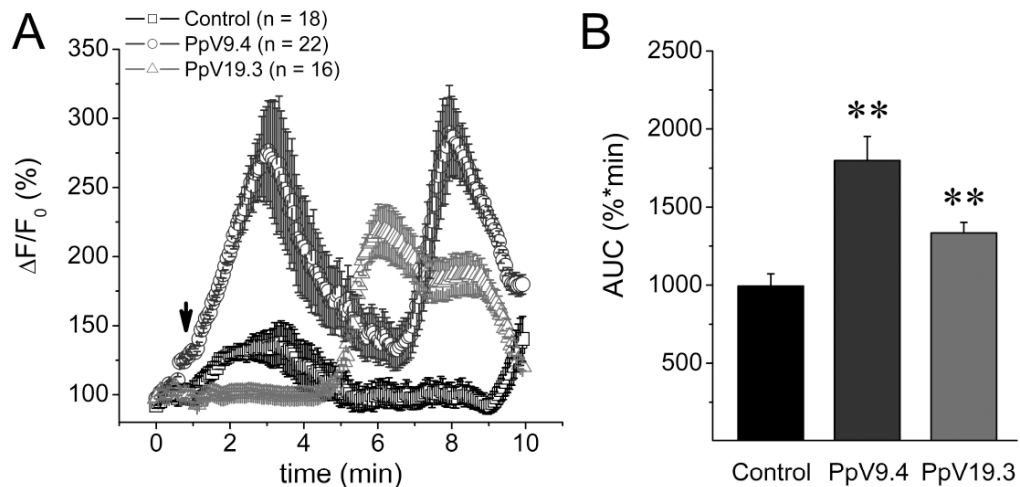 A
Control (n = 18)
PpV9.4 (n = 22)
PpV19.3 (n = 16)
350
300
250
200
150
100
ΔF/F0 (%)
0 2 4 6 8 10
time (min)
B
2500
2000
1500
1000
500
AUC (%*min)
**
**
Control PpV9.4 PpV19.3